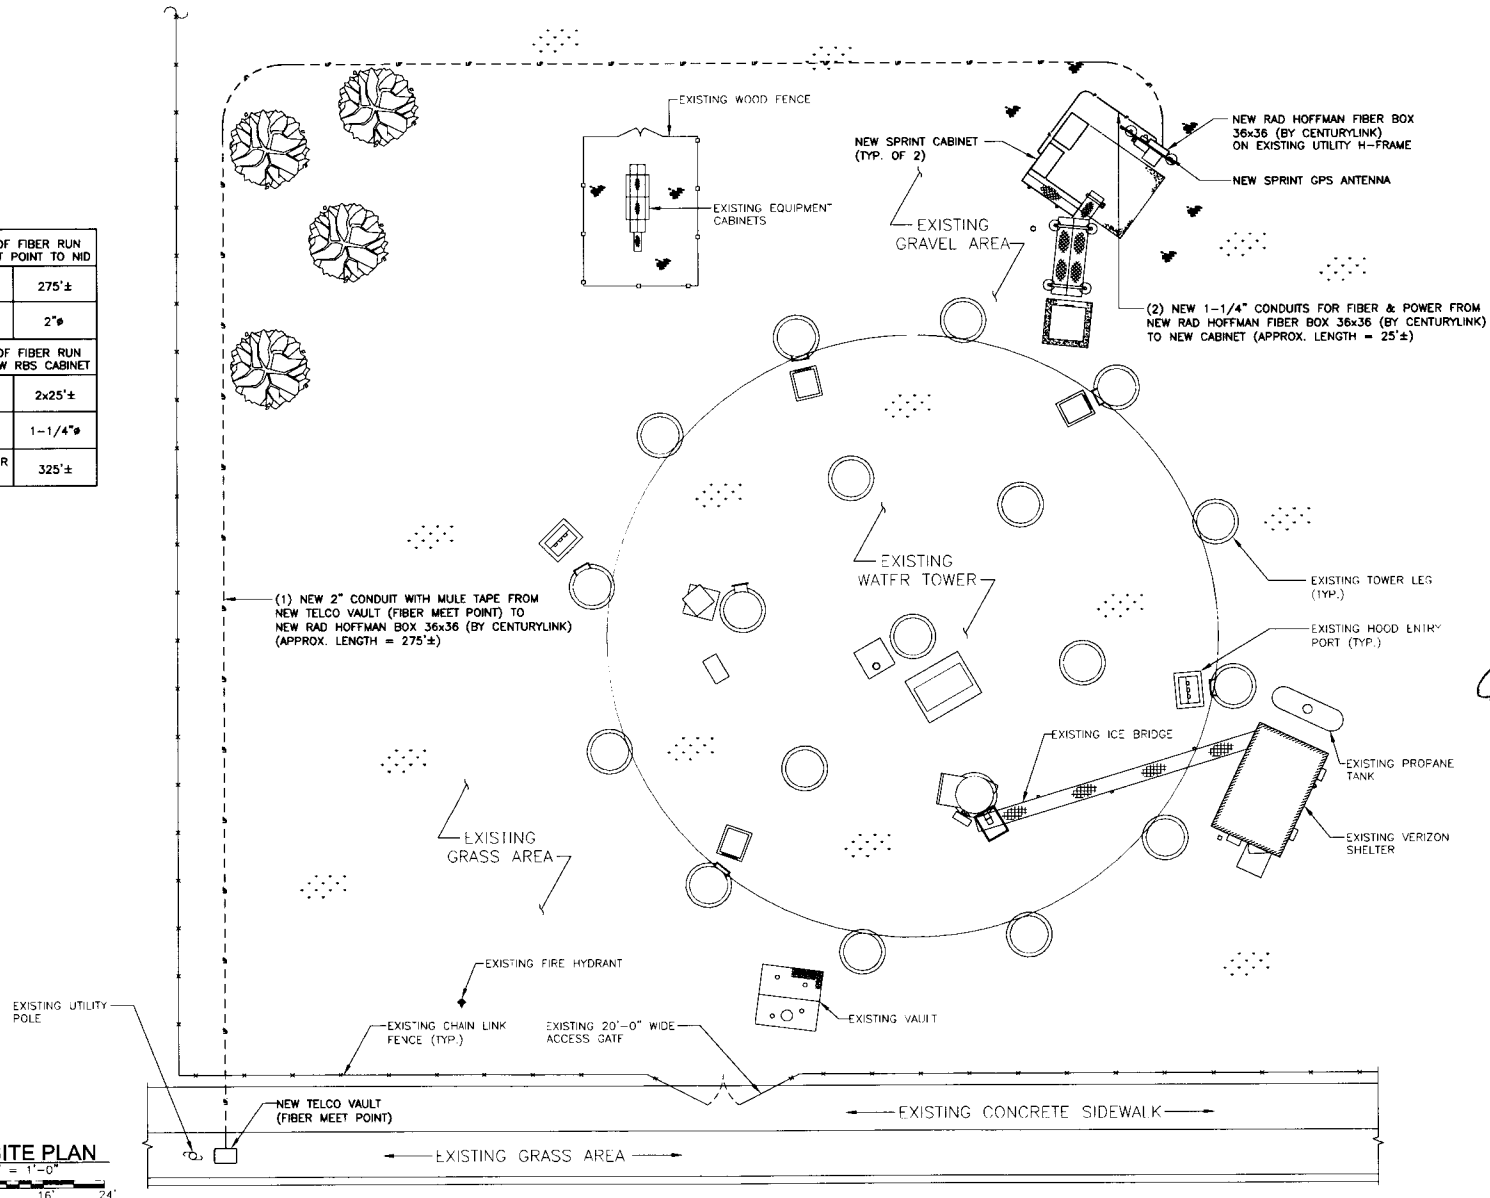 EXISTING WOOD FENCE
NEW SPRINT CABINET
(TYP. OF 2)
NEW RAD HOFFMAN FIBER BOX
36x36 (BY CENTURYLINK)
ON EXISTING UTILITY H-FRAME
NEW SPRINT GPS ANTENNA
EXISTING EQUIPMENT
CABINETS
EXISTING
GRAVEL AREA
OF FIBER RUN
POINT TO NID
275'±
2"ø
OF FIBER RUN
RBS CABINET
2x25'±
1-1/4"ø
R
325'±
(2) NEW 1-1/4" CONDUITS FOR FIBER & POWER FROM
NEW RAD HOFFMAN FIBER BOX 36x36 (BY CENTURYLINK)
TO NEW CABINET (APPROX. LENGTH = 25'±)
EXISTING
WATER TOWER
EXISTING TOWER LEG
(TYP.)
(1) NEW 2" CONDUIT WITH MULE TAPE FROM
NEW TELCO VAULT (FIBER MEET POINT) TO
NEW RAD HOFFMAN BOX 36x36 (BY CENTURYLINK)
(APPROX. LENGTH = 275'±)
EXISTING HOOD ENTRY
PORT (TYP.)
EXISTING ICE BRIDGE
EXISTING PROPANE
TANK
EXISTING VERIZON
SHELTER
EXISTING
GRASS AREA
EXISTING FIRE HYDRANT
EXISTING UTILITY
POLE
EXISTING CHAIN LINK
FENCE (TYP.)
EXISTING 20'-0" WIDE
ACCESS GATE
EXISTING VAULT
NEW TELCO VAULT
(FIBER MEET POINT)
EXISTING CONCRETE SIDEWALK
EXISTING GRASS AREA
SITE PLAN
= 1'-0"
16' 24'